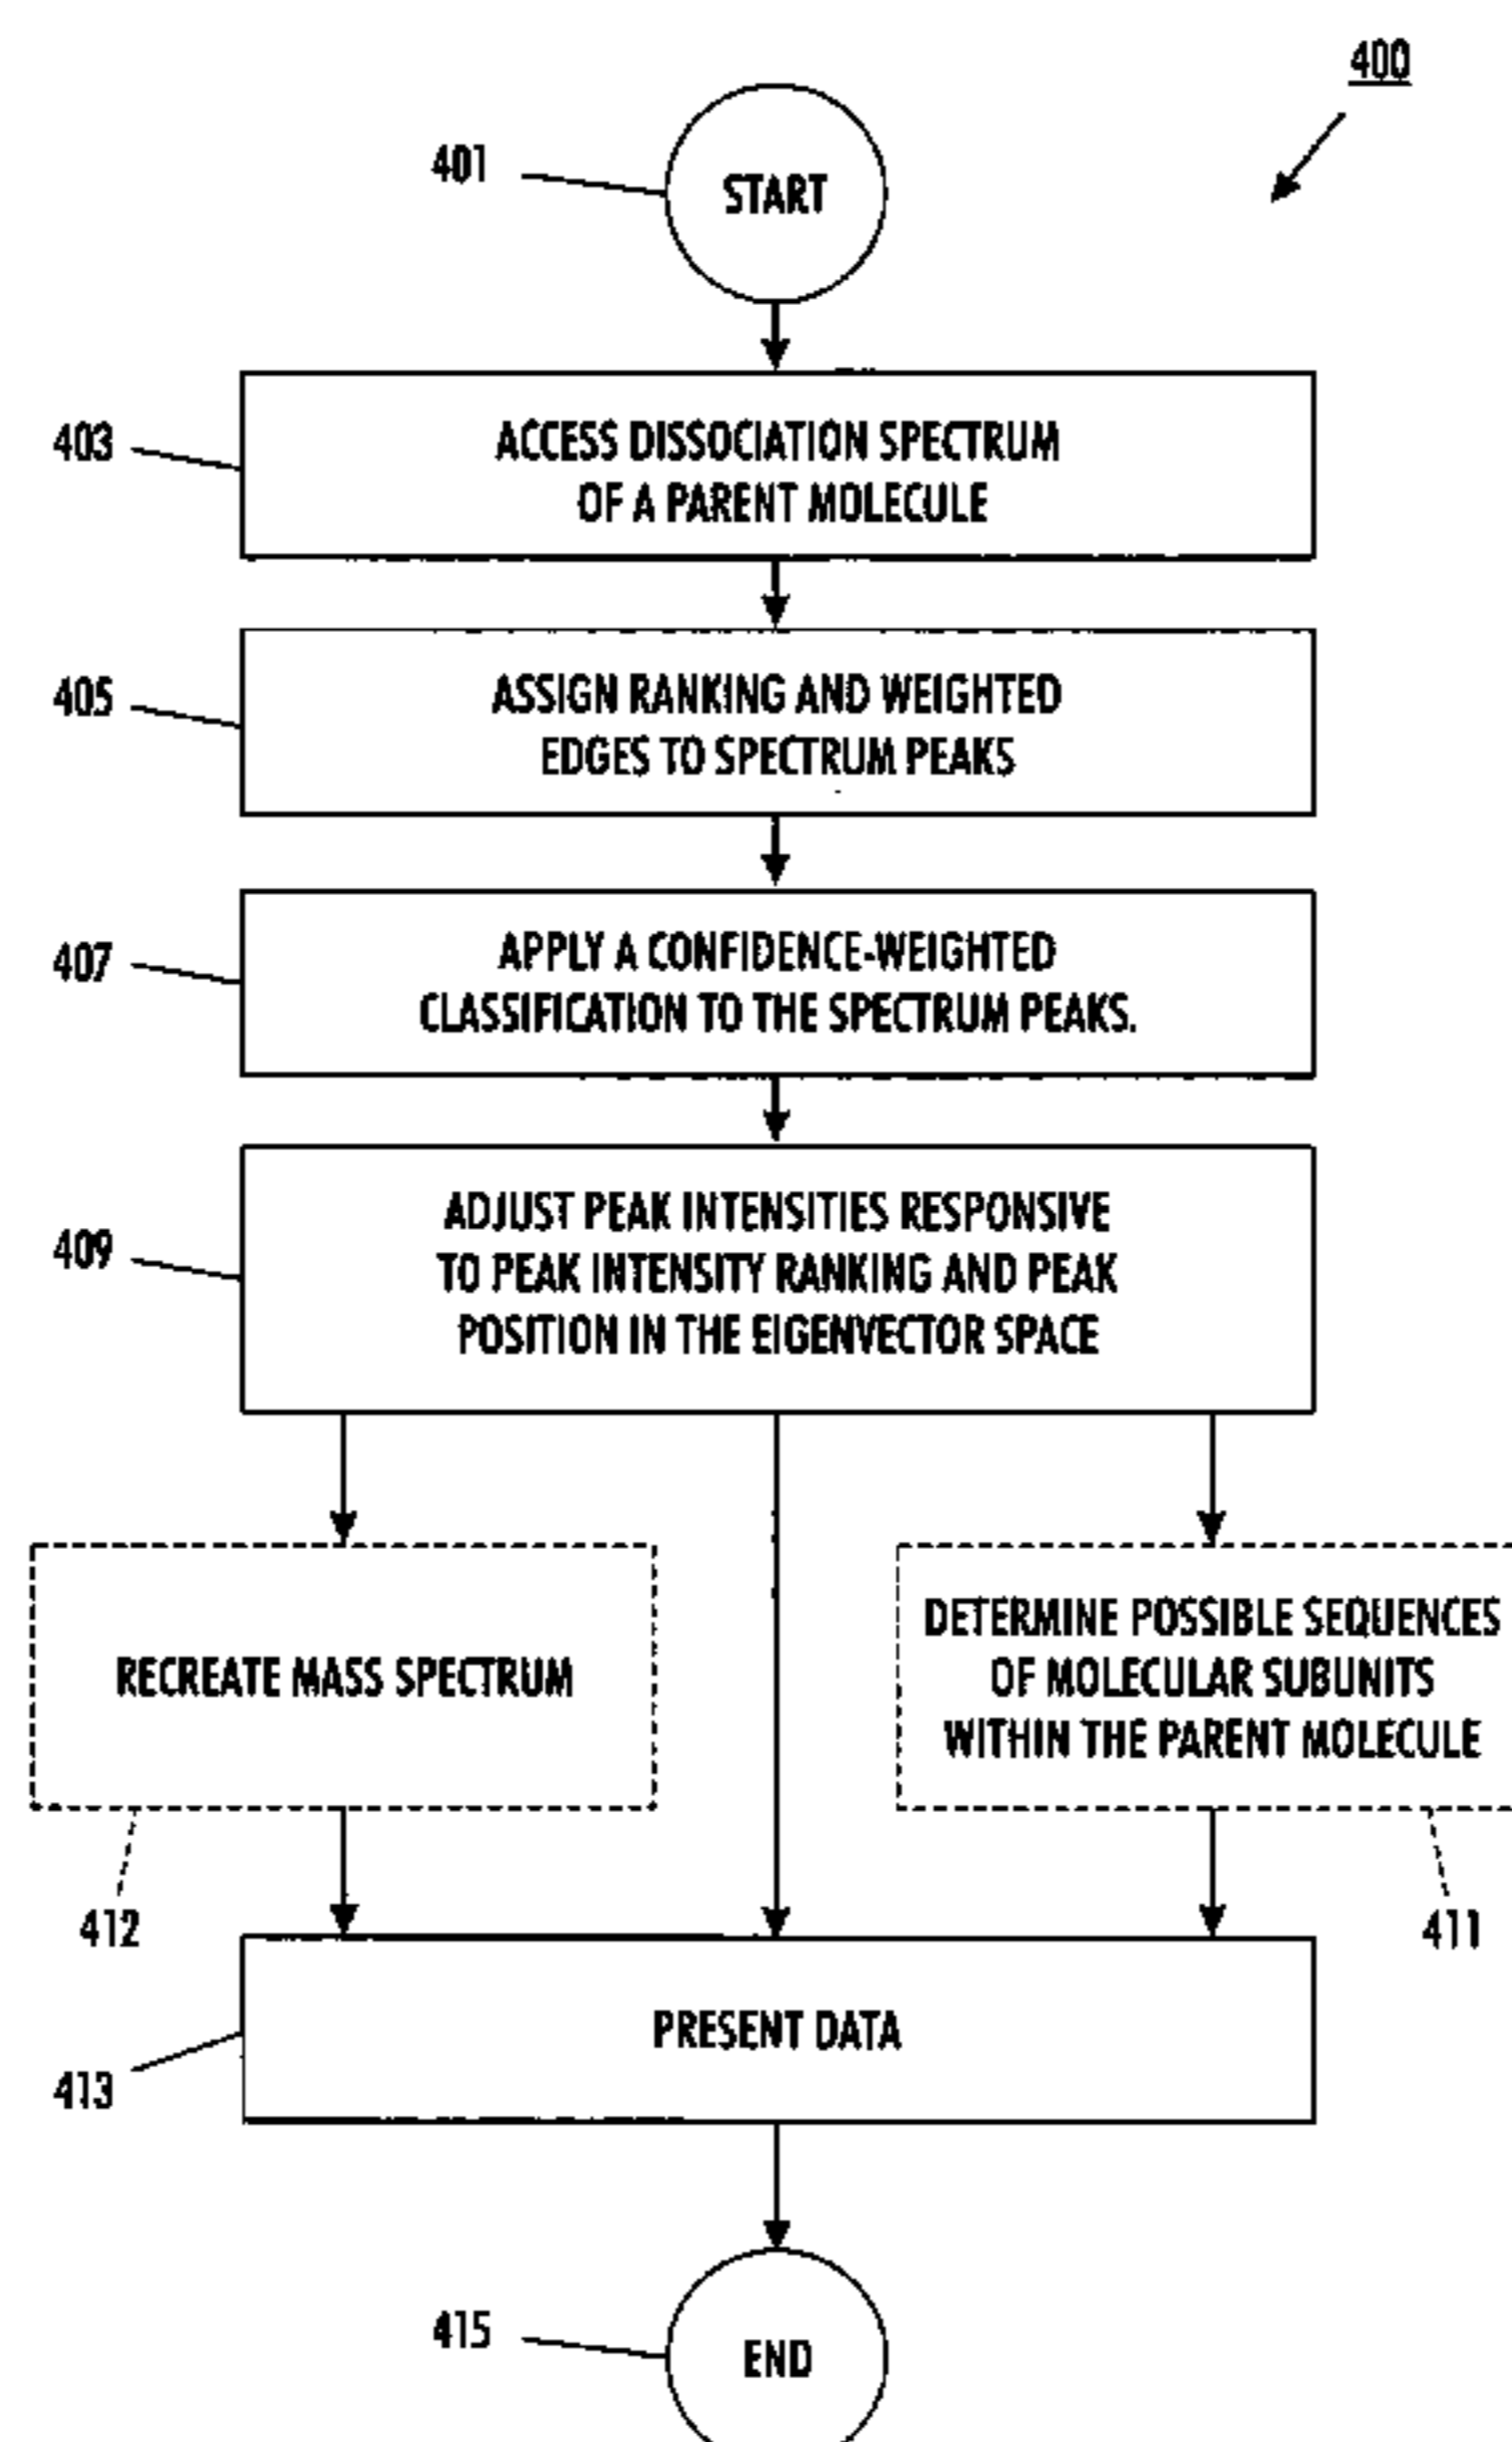 400
401
START
403
ACCESS DISSOCIATION SPECTRUM
OF A PARENT MOLECULE
405
ASSIGN RANKING AND WEIGHTED
EDGES TO SPECTRUM PEAKS
407
APPLY A CONFIDENCE-WEIGHTED
CLASSIFICATION TO THE SPECTRUM PEAKS.
409
ADJUST PEAK INTENSITIES RESPONSIVE
TO PEAK INTENSITY RANKING AND PEAK
POSITION IN THE EIGENVECTOR SPACE
RECREATE MASS SPECTRUM
412
DETERMINE POSSIBLE SEQUENCES
OF MOLECULAR SUBUNITS
WITHIN THE PARENT MOLECULE
411
413
PRESENT DATA
415
END